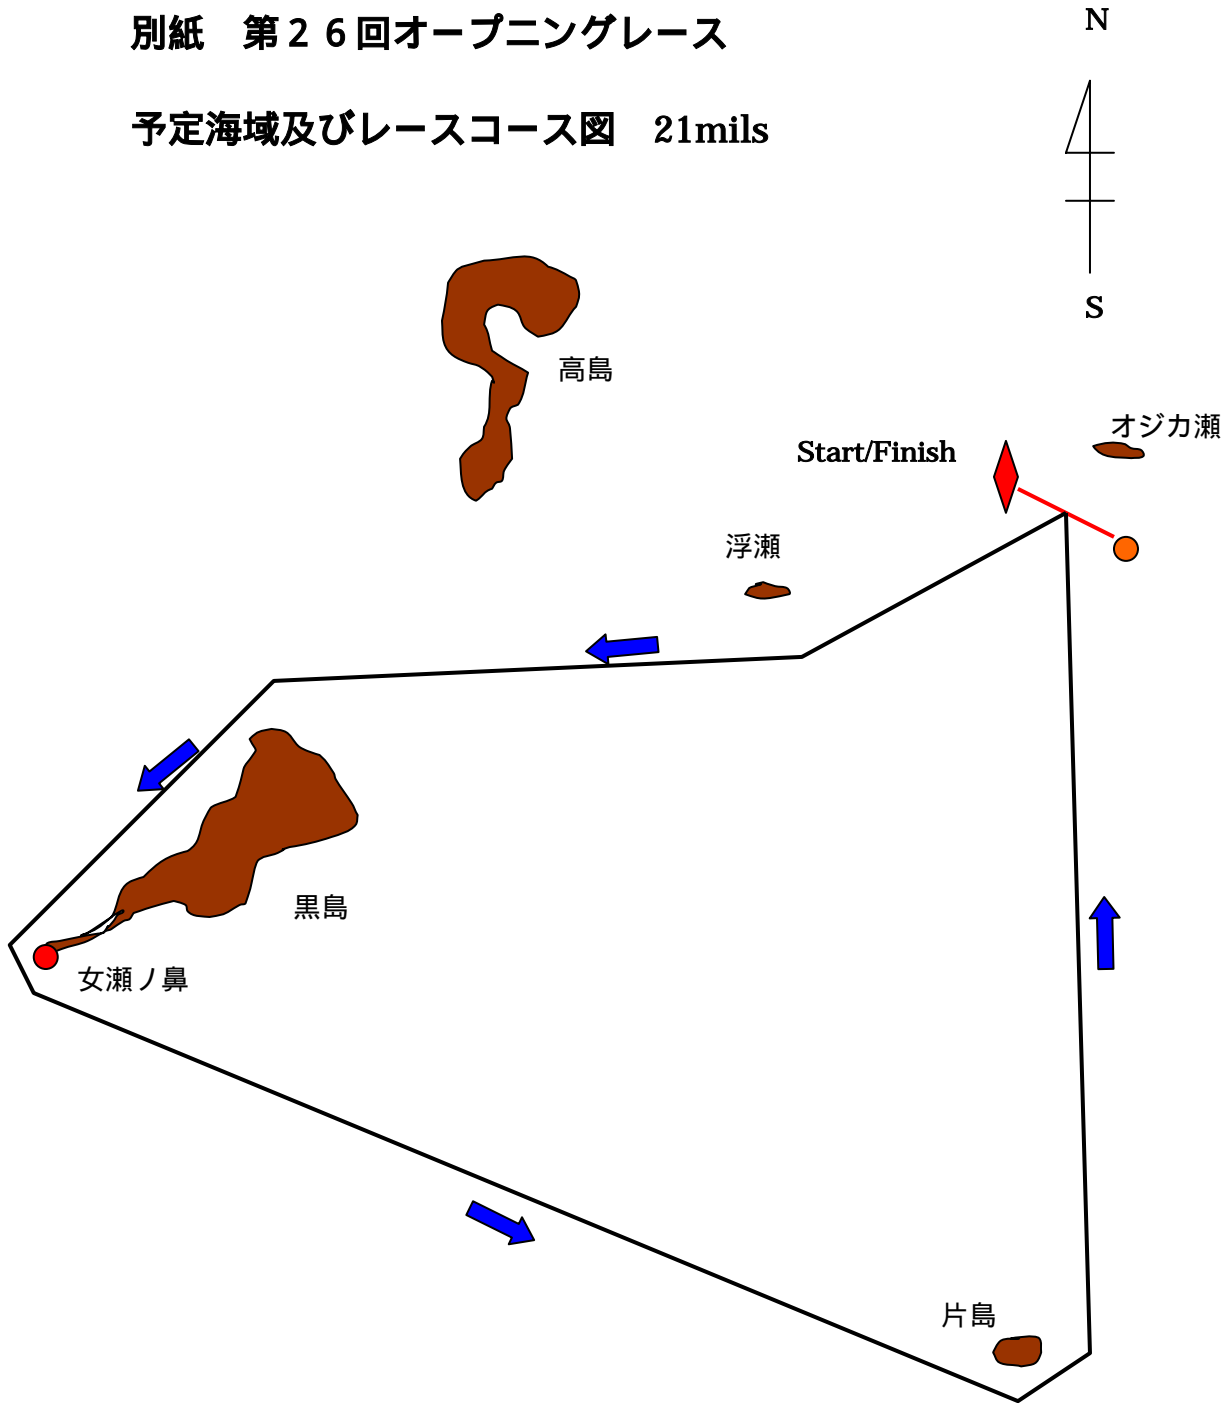 別紙　第２６回オープニングレース
N
予定海域及びレースコース図　21mils
S
高島
オジカ瀬
Start/Finish
浮瀬
黒島
女瀬ノ鼻
片島